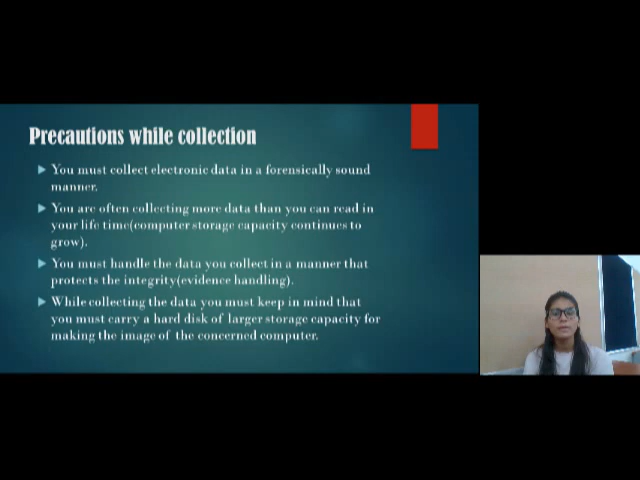 Precautions while collection
You must collect electronic data in a forensically sound
manner.
You are often collecting more data than you can read in
your life time(computer storage capacity continues to
grow).
You must handle the data you collect in a manner that
protects the integrity(evidence handling).
While collecting the data you must keep in mind that
you must carry a hard disk of larger storage capacity for
making the image of the concerned computer.